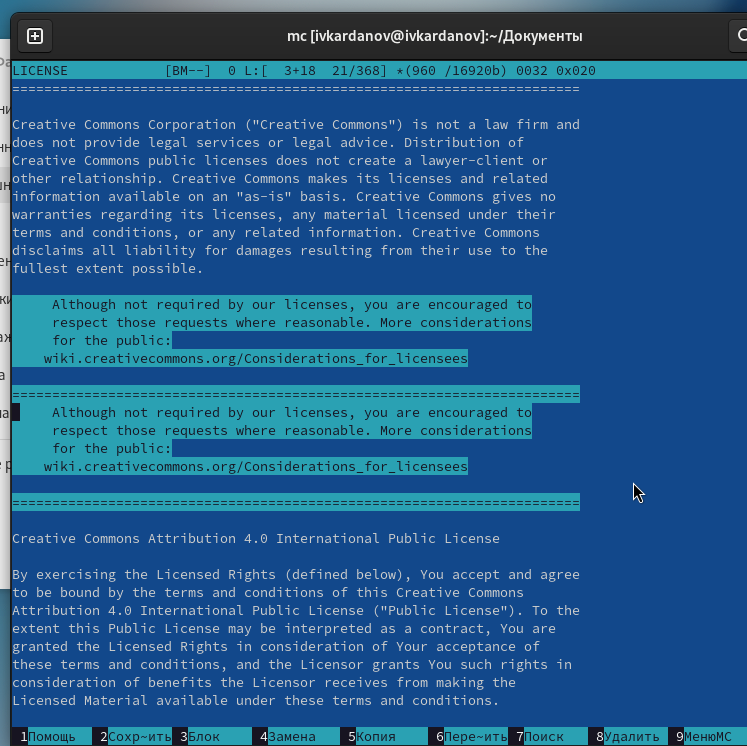 mc [ivkardanov@ivkardanov]:~/Документы
LICENSE [BM--] 0 L:[ 3+18 21/368] *(960 /16920b) 0032 0x020
=======================================================================
Creative Commons Corporation ("Creative Commons") is not a law firm and
does not provide legal services or legal advice. Distribution of
Creative Commons public licenses does not create a lawyer-client or
other relationship. Creative Commons makes its licenses and related
information available on an "as-is" basis. Creative Commons gives no
warranties regarding its licenses, any material licensed under their
terms and conditions, or any related information. Creative Commons
disclaims all liability for damages resulting from their use to the
fullest extent possible.
Although not required by our licenses, you are encouraged to
respect those requests where reasonable. More considerations
for the public:
wiki.creativecommons.org/Considerations_for_licensees
=======================================================================
Although not required by our licenses, you are encouraged to
respect those requests where reasonable. More considerations
for the public:
wiki.creativecommons.org/Considerations_for_licensees
=======================================================================
Creative Commons Attribution 4.0 International Public License
By exercising the Licensed Rights (defined below), You accept and agree
to be bound by the terms and conditions of this Creative Commons
Attribution 4.0 International Public License ("Public License"). To the
extent this Public License may be interpreted as a contract, You are
granted the Licensed Rights in consideration of Your acceptance of
these terms and conditions, and the Licensor grants You such rights in
consideration of benefits the Licensor receives from making the
Licensed Material available under these terms and conditions.
1Помощь 2Сохр~ить 3Блок 4Замена 5Копия 6Пере~ить 7Поиск 8Удалить 9МенюМС